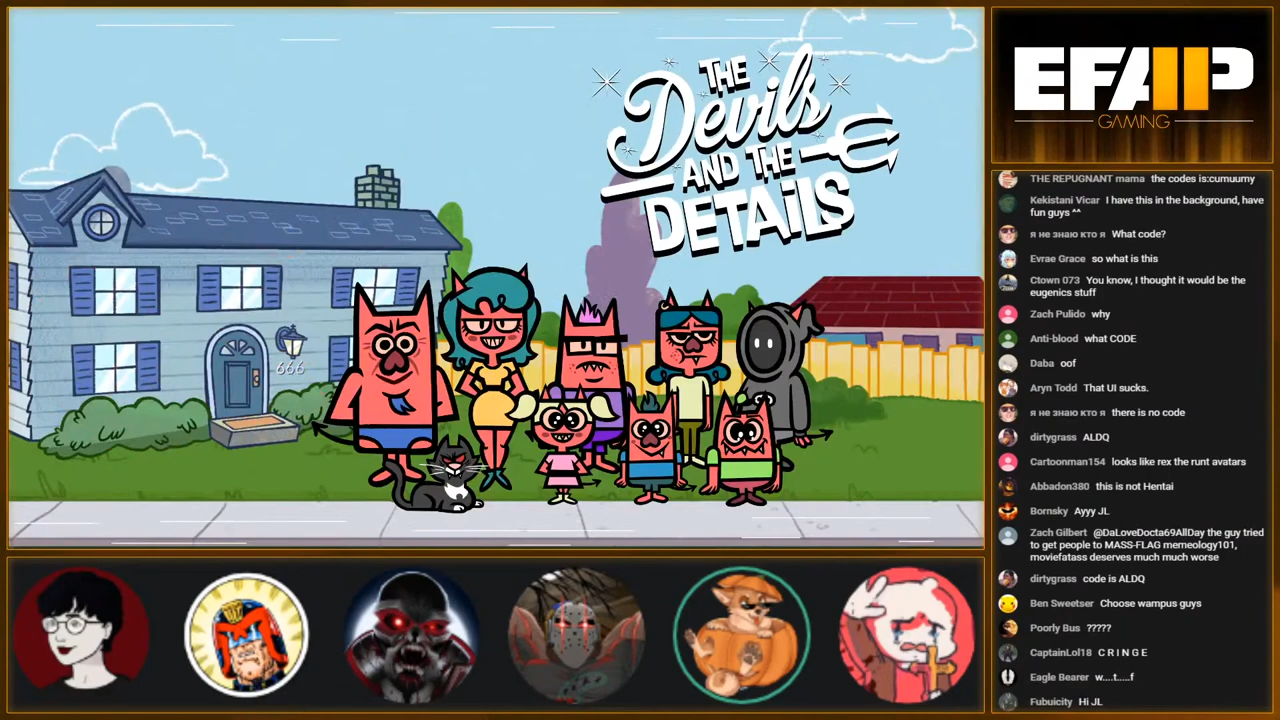 THE
Devils
AND THE
DETAiLS
666
EFAP
GAMING
THE REPUGNANT mama the codes is:cumuumy
Kekistani Vicar I have this in the background, have
fun guys ^^
я не знаю кто я What code?
Evrae Grace so what is this
Ctown 073 You know, I thought it would be the
eugenics stuff
Zach Pulido why
Anti-blood what CODE
Daba oof
Aryn Todd That UI sucks.
я не знаю кто я there is no code
dirtygrass ALDQ
Cartoonman154 looks like rex the runt avatars
Abbadon380 this is not Hentai
Bornsky Ayyy JL
Zach Gilbert @DaLoveDocta69AllDay the guy tried
to get people to MASS-FLAG memeology101,
moviefatass deserves much much worse
dirtygrass code is ALDQ
Ben Sweetser Choose wampus guys
Poorly Bus ?????
CaptainLol18 C R I N G E
Eagle Bearer w....t.....f
Fubuicity Hi JL